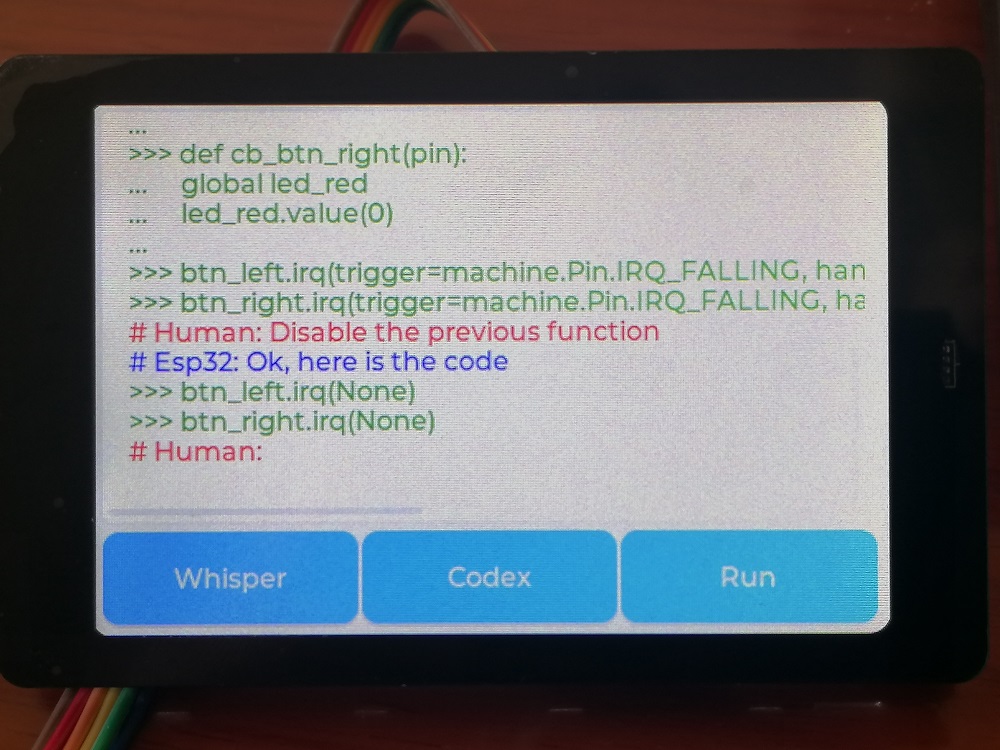 ...
>>> def cb_btn_right(pin):
...     global led_red
...     led_red.value(0)
...
>>> btn_left.irq(trigger=machine.Pin.IRQ_FALLING, han
>>> btn_right.irq(trigger=machine.Pin.IRQ_FALLING, ha
# Human: Disable the previous function
# Esp32: Ok, here is the code
>>> btn_left.irq(None)
>>> btn_right.irq(None)
# Human:
Whisper Codex Run